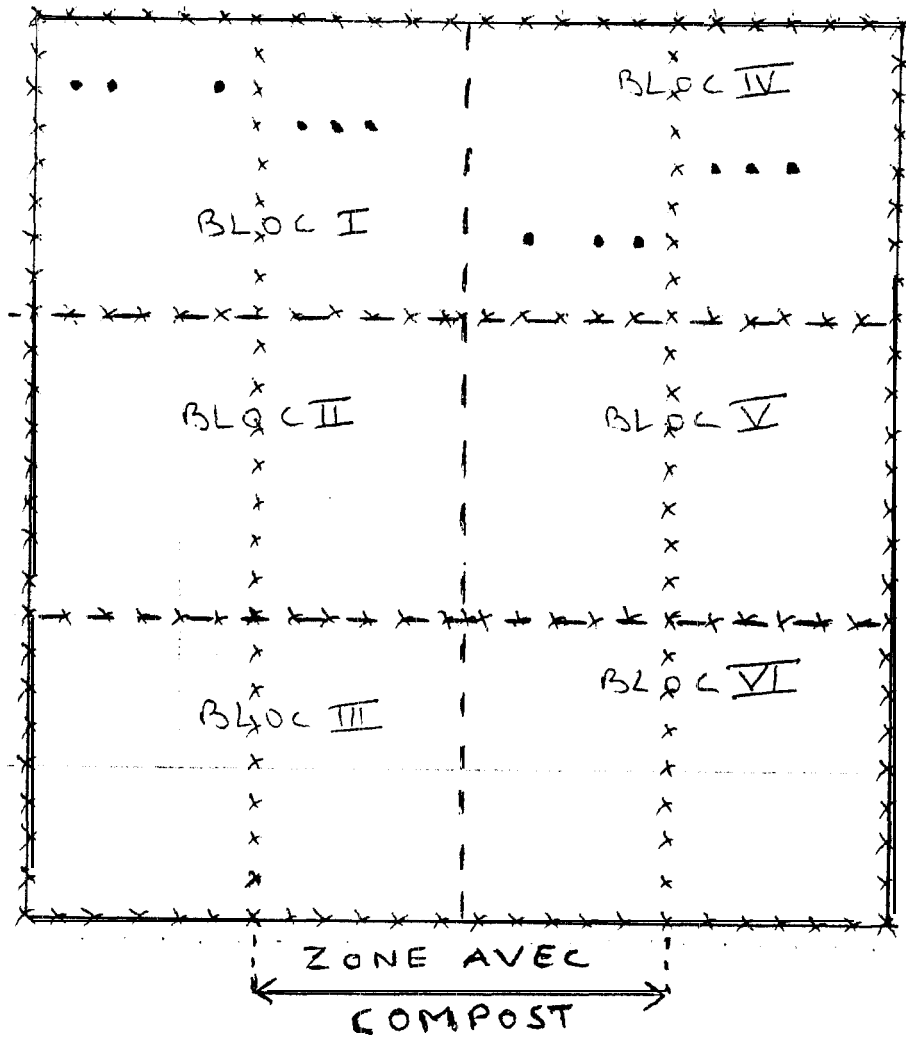 BLOC IV
BLOC I
BLOC II
BLOC V
BLOC VI
BLOC III
ZONE AVEC
COMPOST